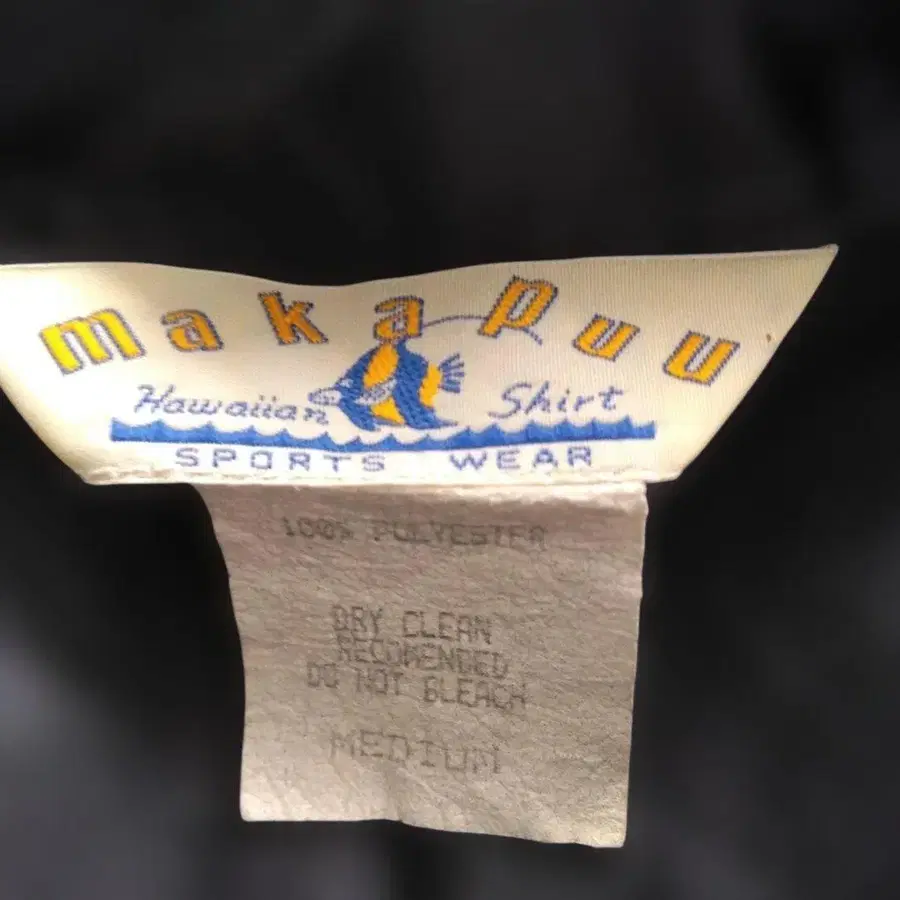 makapuu
Hawaiian Shirt
SPORTS WEAR
100% POLYESTER
DRY CLEAN
RECOMENDED
DO NOT BLEACH
MEDIUM